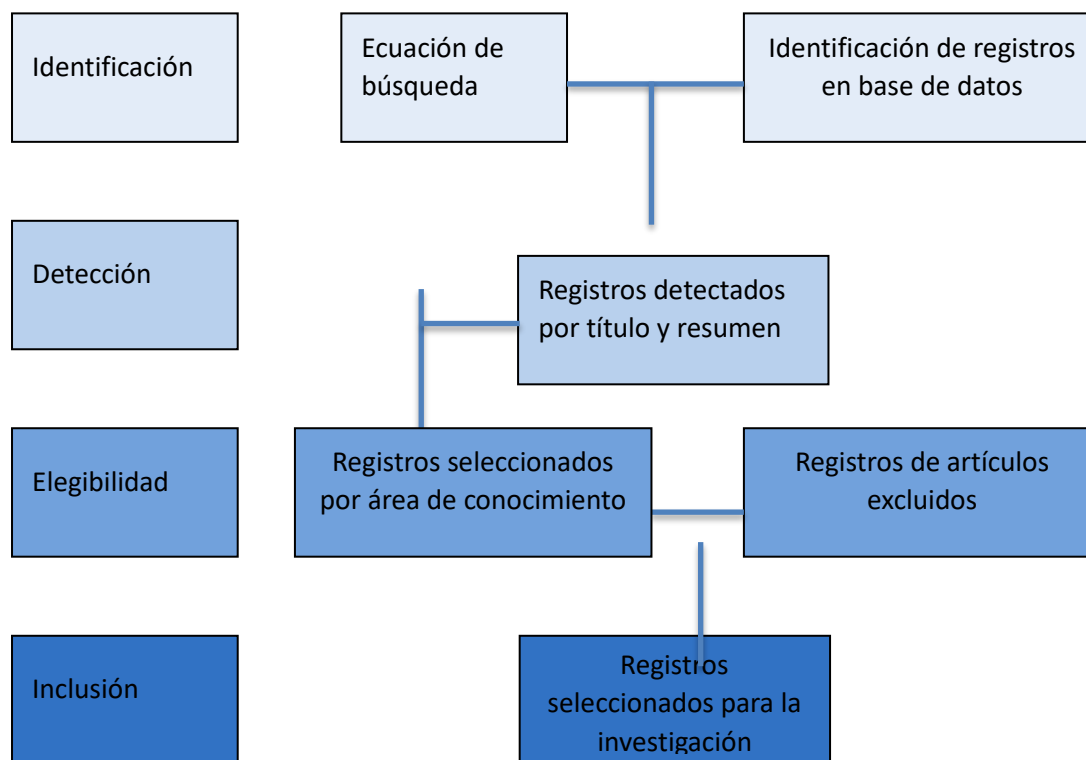 Identificación
Ecuación de
búsqueda
Identificación de registros
en base de datos
Detección
Registros detectados
por título y resumen
Elegibilidad
Registros seleccionados
por área de conocimiento
Registros de artículos
excluidos
Inclusión
Registros
seleccionados para la
investigación